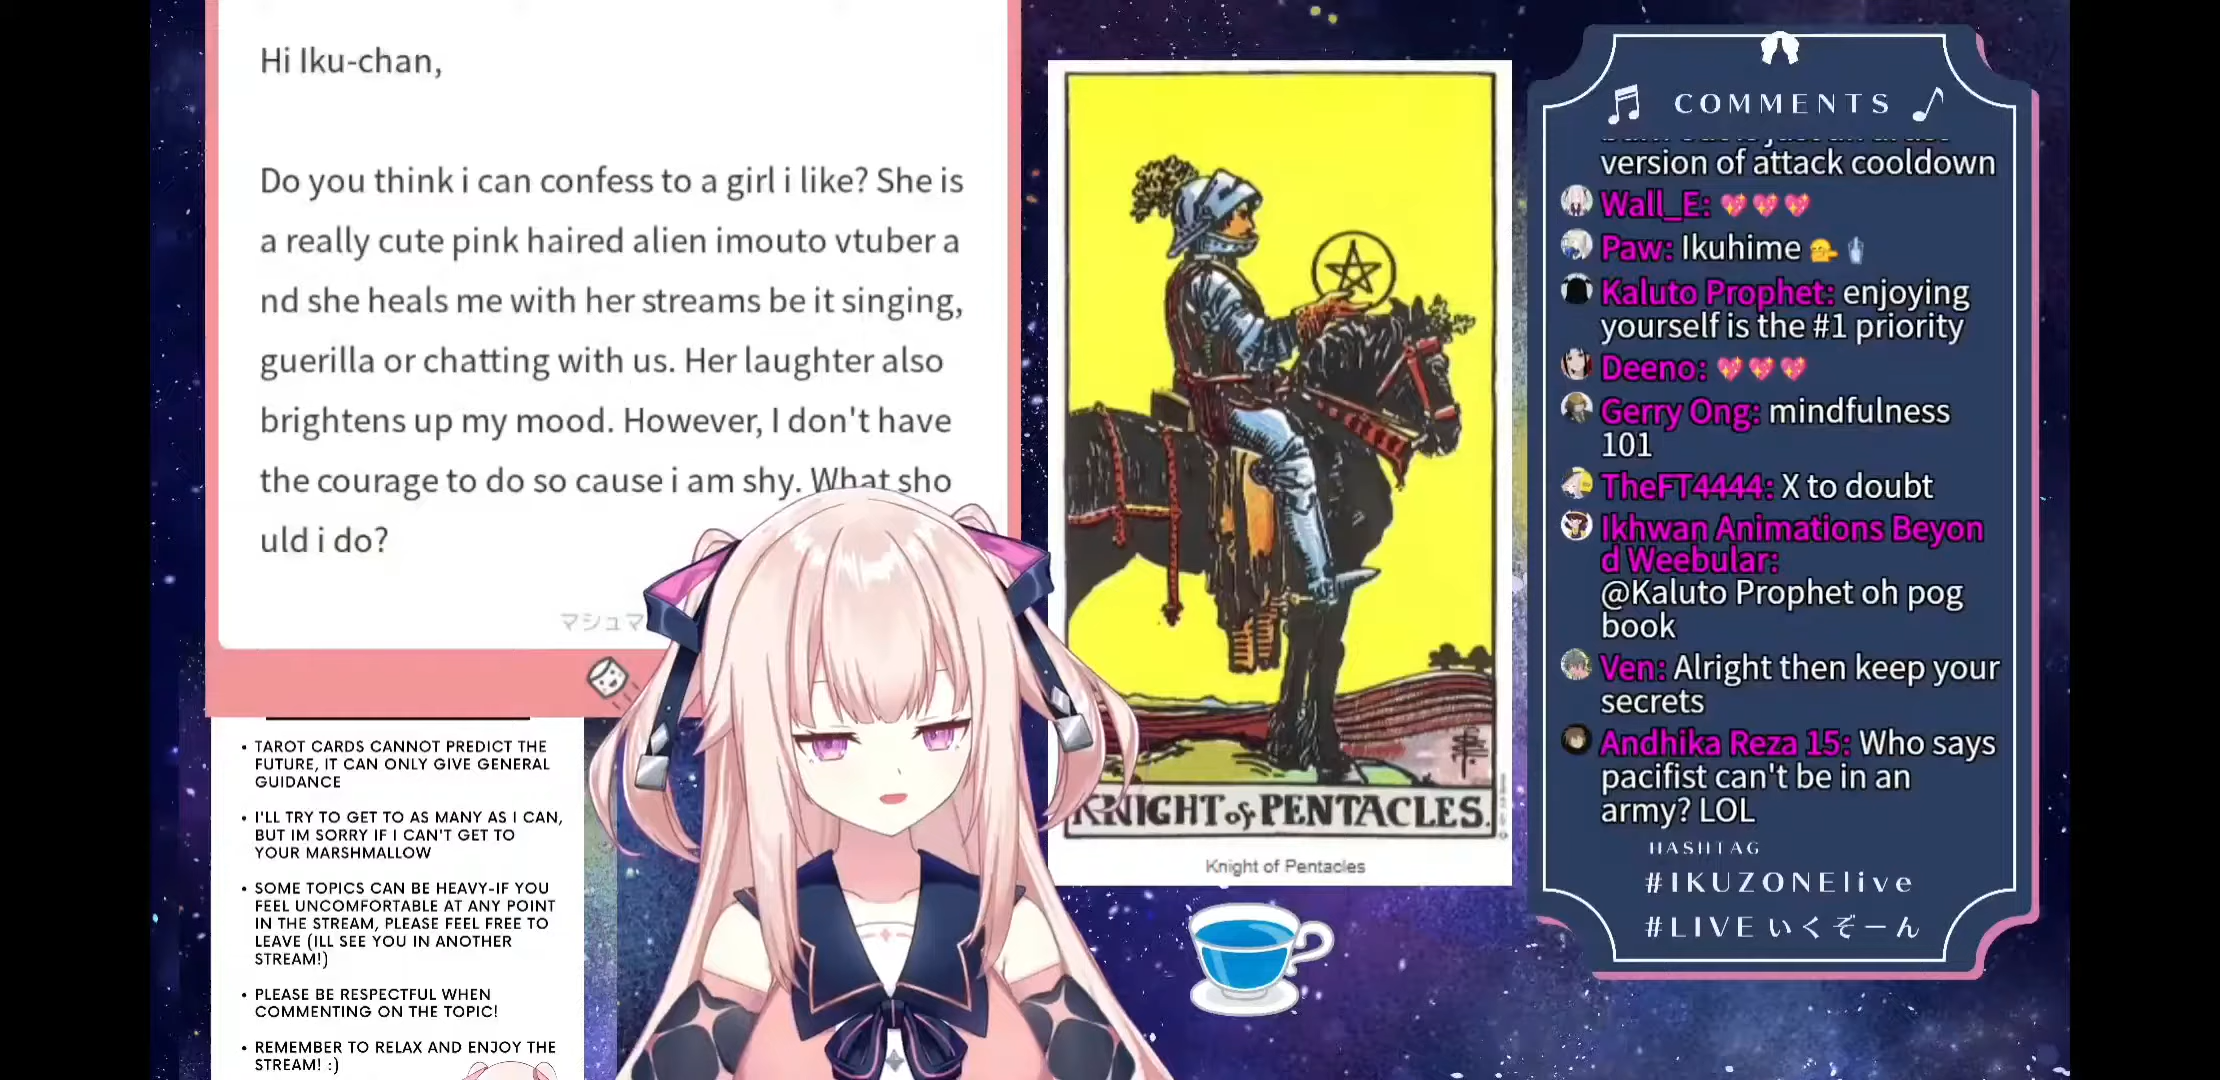 Hi Iku-chan,
Do you think i can confess to a girl i like? She is
a really cute pink haired alien imouto vtuber a
nd she heals me with her streams be it singing,
guerilla or chatting with us. Her laughter also
brightens up my mood. However, I don't have
the courage to do so cause i am shy. What sho
uld i do?
マシュマ
• TAROT CARDS CANNOT PREDICT THE
FUTURE, IT CAN ONLY GIVE GENERAL
GUIDANCE
• I'LL TRY TO GET TO AS MANY AS I CAN,
BUT IM SORRY IF I CAN'T GET TO
YOUR MARSHMALLOW
• SOME TOPICS CAN BE HEAVY-IF YOU
FEEL UNCOMFORTABLE AT ANY POINT
IN THE STREAM, PLEASE FEEL FREE TO
LEAVE (ILL SEE YOU IN ANOTHER
STREAM!)
• PLEASE BE RESPECTFUL WHEN
COMMENTING ON THE TOPIC!
• REMEMBER TO RELAX AND ENJOY THE
STREAM! :)
KNIGHT of PENTACLES.
Knight of Pentacles
COMMENTS
version of attack cooldown
Wall_E: 💖💖💖
Paw: Ikuhime
Kaluto Prophet: enjoying
yourself is the #1 priority
Deeno: 💖💖💖
Gerry Ong: mindfulness
101
TheFT4444: X to doubt
Ikhwan Animations Beyon
d Weebular:
@Kaluto Prophet oh pog
book
Ven: Alright then keep your
secrets
Andhika Reza 15: Who says
pacifist can't be in an
army? LOL
HASHTAG
#IKUZONElive
#LIVEいくぞーん